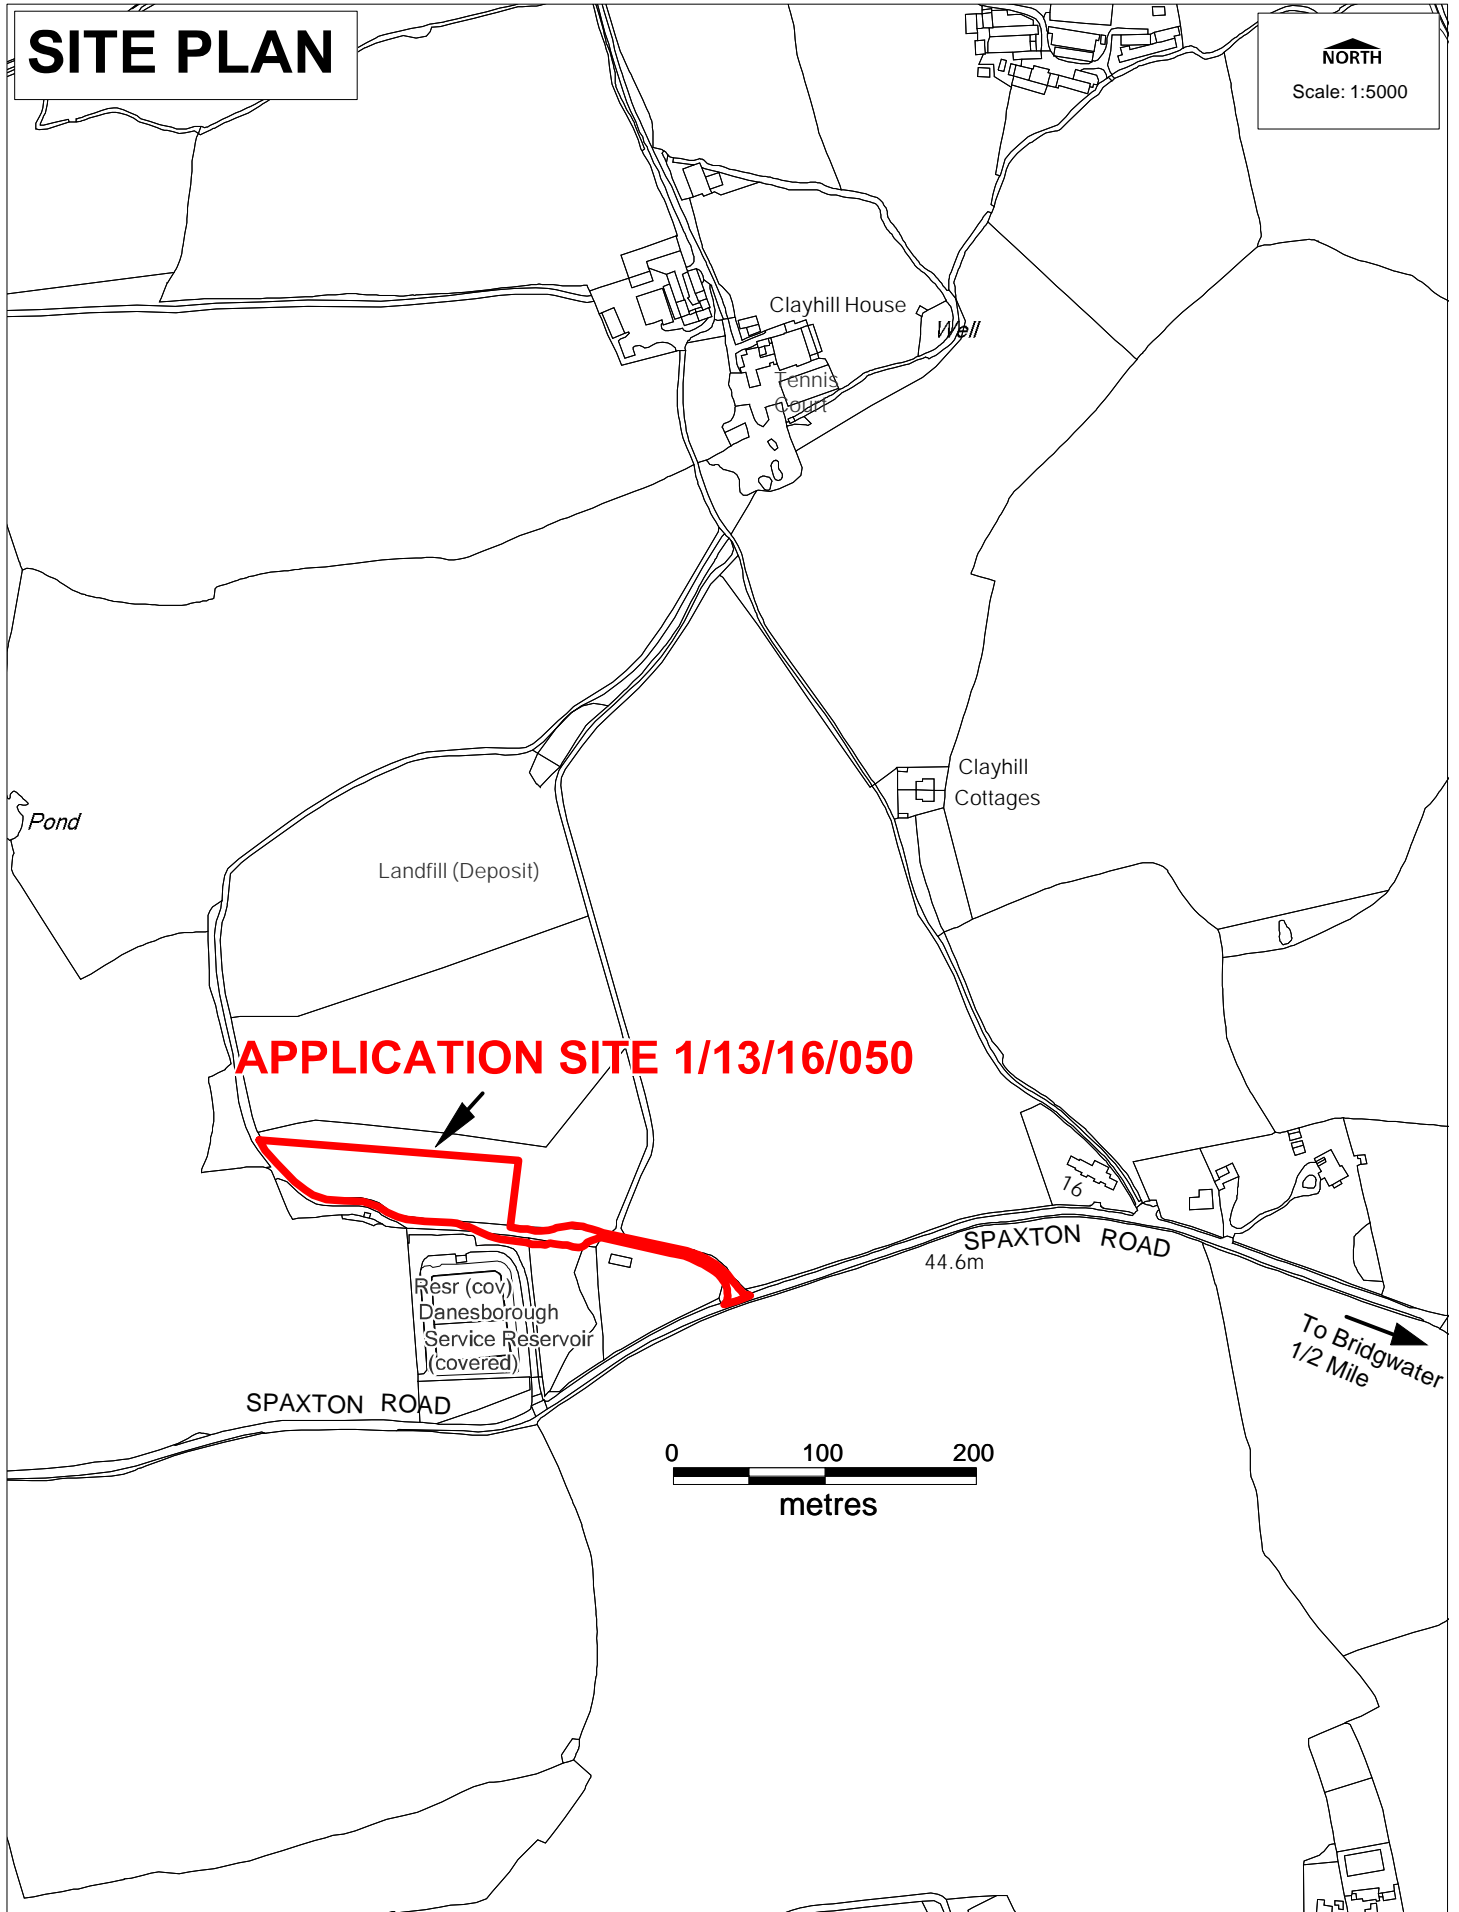 SITE PLAN
NORTH
Scale: 1:5000
Clayhill House
Well
Tennis
Court
Clayhill
Cottages
Pond
Landfill (Deposit)
APPLICATION SITE 1/13/16/050
16
SPAXTON ROAD
44.6m
Resr (cov)
Danesborough
Service Reservoir
(covered)
To Bridgwater
1/2 Mile
SPAXTON ROAD
0 100 200
metres